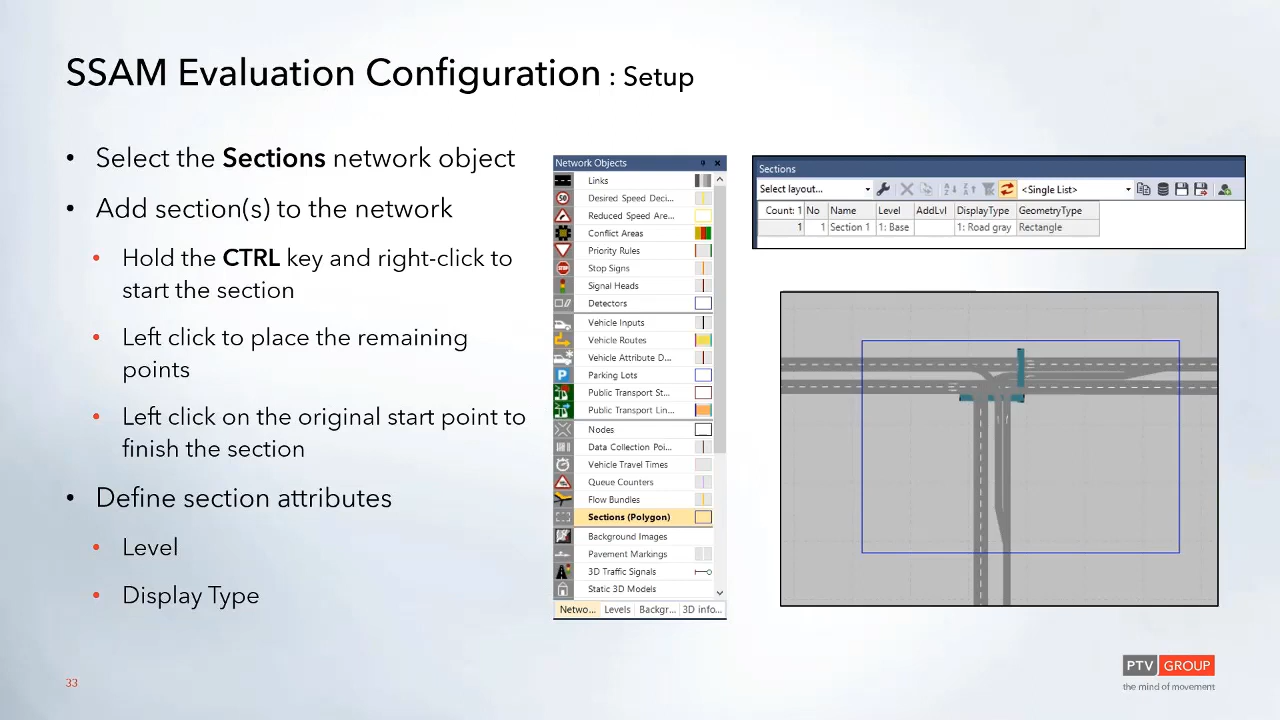 SSAM Evaluation Configuration : Setup
• Select the Sections network object
• Add section(s) to the network
• Hold the CTRL key and right-click to
start the section
• Left click to place the remaining
points
• Left click on the original start point to
finish the section
• Define section attributes
• Level
• Display Type
Network Objects
Links
Desired Speed Deci...
Reduced Speed Are...
Conflict Areas
Priority Rules
Stop Signs
Signal Heads
Detectors
Vehicle Inputs
Vehicle Routes
Vehicle Attribute D...
Parking Lots
Public Transport St...
Public Transport Lin...
Nodes
Data Collection Poi...
Vehicle Travel Times
Queue Counters
Flow Bundles
Sections (Polygon)
Background Images
Pavement Markings
3D Traffic Signals
Static 3D Models
Netwo... Levels Backgr... 3D info...
Sections
Select layout... <Single List>
Count: 1 No Name Level AddLvl DisplayType GeometryType
1 1 Section 1 1: Base 1: Road gray Rectangle
33
PTV GROUP
the mind of movement